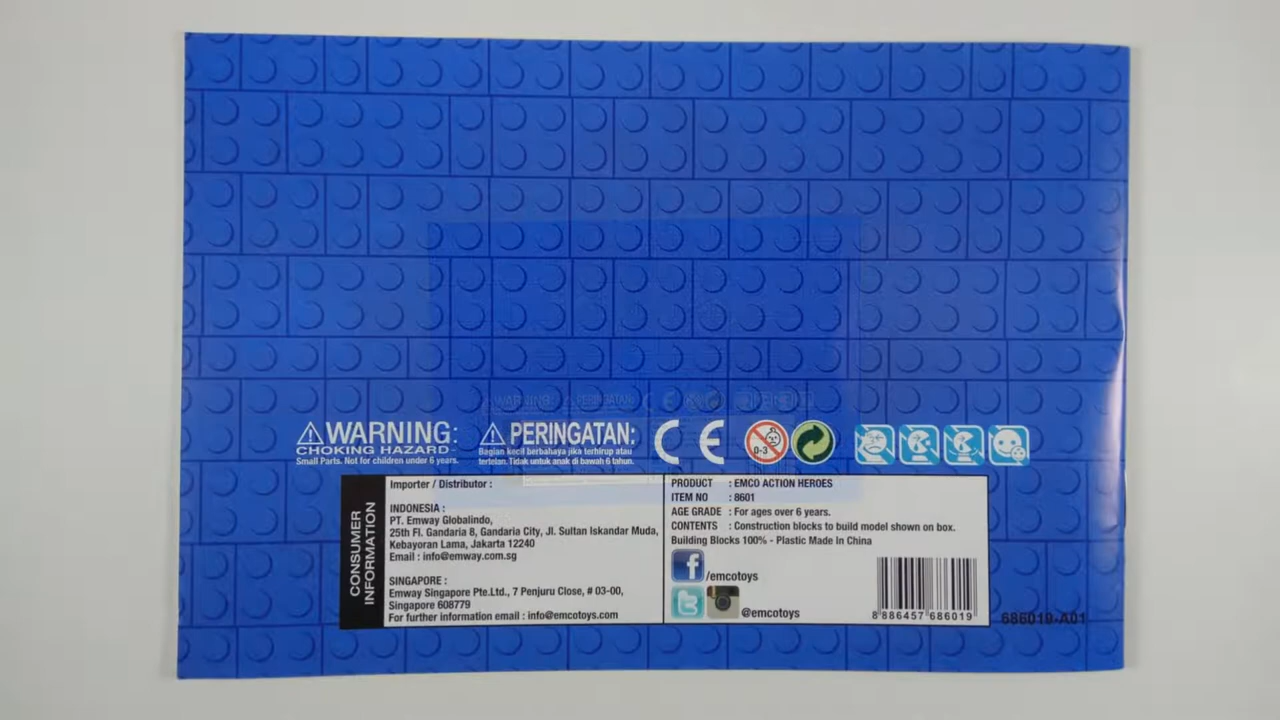 WARNING:
CHOKING HAZARD-
Small Parts. Not for children under 6 years.
PERINGATAN:
Bagian kecil berbahaya jika terhirup atau
tertelan. Tidak untuk anak di bawah 6 tahun.
CE
0-3
CONSUMER
INFORMATION
Importer / Distributor :
INDONESIA :
PT. Emway Globalindo,
25th Fl. Gandaria 8, Gandaria City, Jl. Sultan Iskandar Muda,
Kebayoran Lama, Jakarta 12240
Email : info@emway.com.sg
SINGAPORE :
Emway Singapore Pte.Ltd., 7 Penjuru Close, # 03-00,
Singapore 608779
For further information email : info@emcotoys.com
PRODUCT : EMCO ACTION HEROES
ITEM NO : 8601
AGE GRADE : For ages over 6 years.
CONTENTS : Construction blocks to build model shown on box.
Building Blocks 100% - Plastic Made In China
f /emcotoys
@emcotoys
8 886457 686019
686019-A01